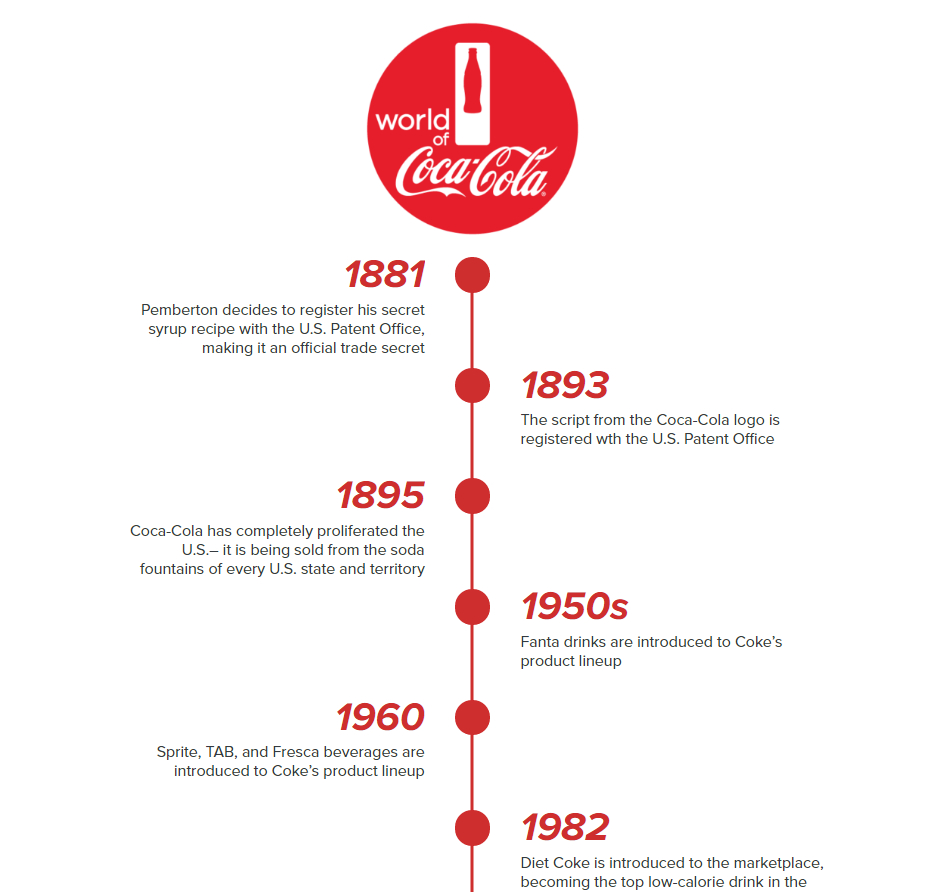 world
of
Coca-Cola
1881
Pemberton decides to register his secret
syrup recipe with the U.S. Patent Office,
making it an official trade secret
1893
The script from the Coca-Cola logo is
registered wth the U.S. Patent Office
1895
Coca-Cola has completely proliferated the
U.S.– it is being sold from the soda
fountains of every U.S. state and territory
1950s
Fanta drinks are introduced to Coke’s
product lineup
1960
Sprite, TAB, and Fresca beverages are
introduced to Coke’s product lineup
1982
Diet Coke is introduced to the marketplace,
becoming the top low-calorie drink in the